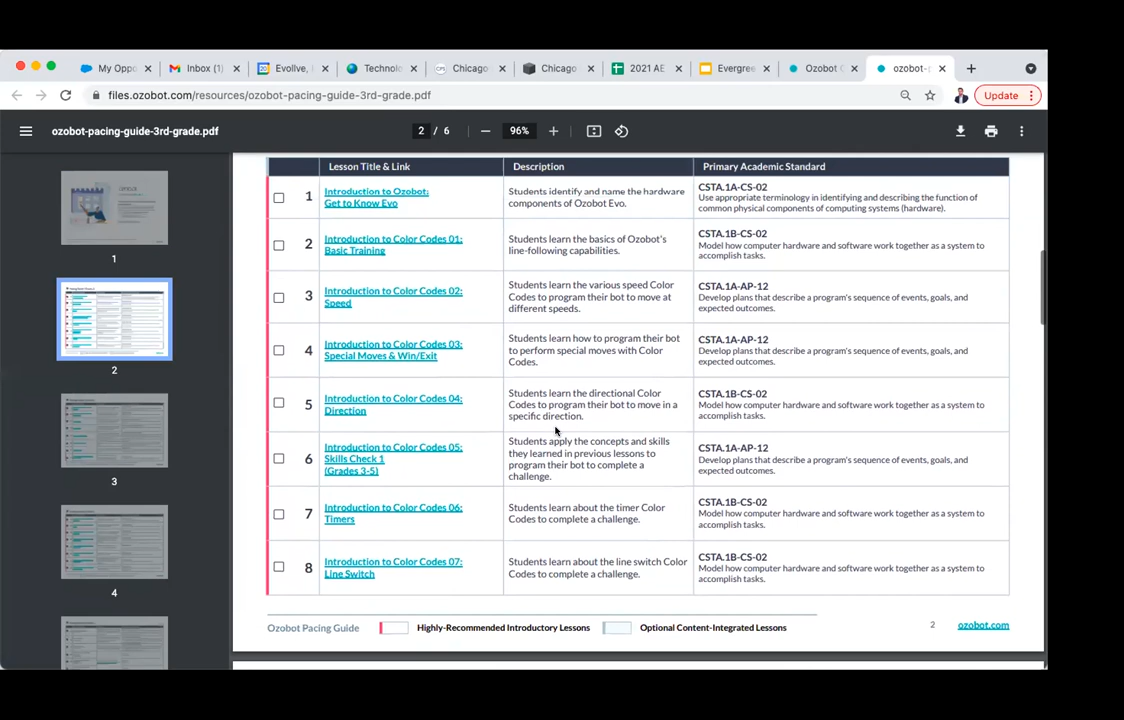 My Oppo
Inbox (1)
Evollve, I
Technolo
Chicago
Chicago
2021 AE
Evergree
Ozobot C
ozobot-p
files.ozobot.com/resources/ozobot-pacing-guide-3rd-grade.pdf
Update
ozobot-pacing-guide-3rd-grade.pdf
2 / 6
96%
1
2
3
4
Lesson Title & Link
Description
Primary Academic Standard
1
Introduction to Ozobot:
Get to Know Evo
Students identify and name the hardware
components of Ozobot Evo.
CSTA.1A-CS-02
Use appropriate terminology in identifying and describing the function of
common physical components of computing systems (hardware).
2
Introduction to Color Codes 01:
Basic Training
Students learn the basics of Ozobot's
line-following capabilities.
CSTA.1B-CS-02
Model how computer hardware and software work together as a system to
accomplish tasks.
3
Introduction to Color Codes 02:
Speed
Students learn the various speed Color
Codes to program their bot to move at
different speeds.
CSTA.1A-AP-12
Develop plans that describe a program's sequence of events, goals, and
expected outcomes.
4
Introduction to Color Codes 03:
Special Moves & Win/Exit
Students learn how to program their bot
to perform special moves with Color
Codes.
CSTA.1A-AP-12
Develop plans that describe a program's sequence of events, goals, and
expected outcomes.
5
Introduction to Color Codes 04:
Direction
Students learn the directional Color
Codes to program their bot to move in a
specific direction.
CSTA.1B-CS-02
Model how computer hardware and software work together as a system to
accomplish tasks.
6
Introduction to Color Codes 05:
Skills Check 1
(Grades 3-5)
Students apply the concepts and skills
they learned in previous lessons to
program their bot to complete a
challenge.
CSTA.1A-AP-12
Develop plans that describe a program's sequence of events, goals, and
expected outcomes.
7
Introduction to Color Codes 06:
Timers
Students learn about the timer Color
Codes to complete a challenge.
CSTA.1B-CS-02
Model how computer hardware and software work together as a system to
accomplish tasks.
8
Introduction to Color Codes 07:
Line Switch
Students learn about the line switch Color
Codes to complete a challenge.
CSTA.1B-CS-02
Model how computer hardware and software work together as a system to
accomplish tasks.
Ozobot Pacing Guide
Highly-Recommended Introductory Lessons
Optional Content-Integrated Lessons
2
ozobot.com